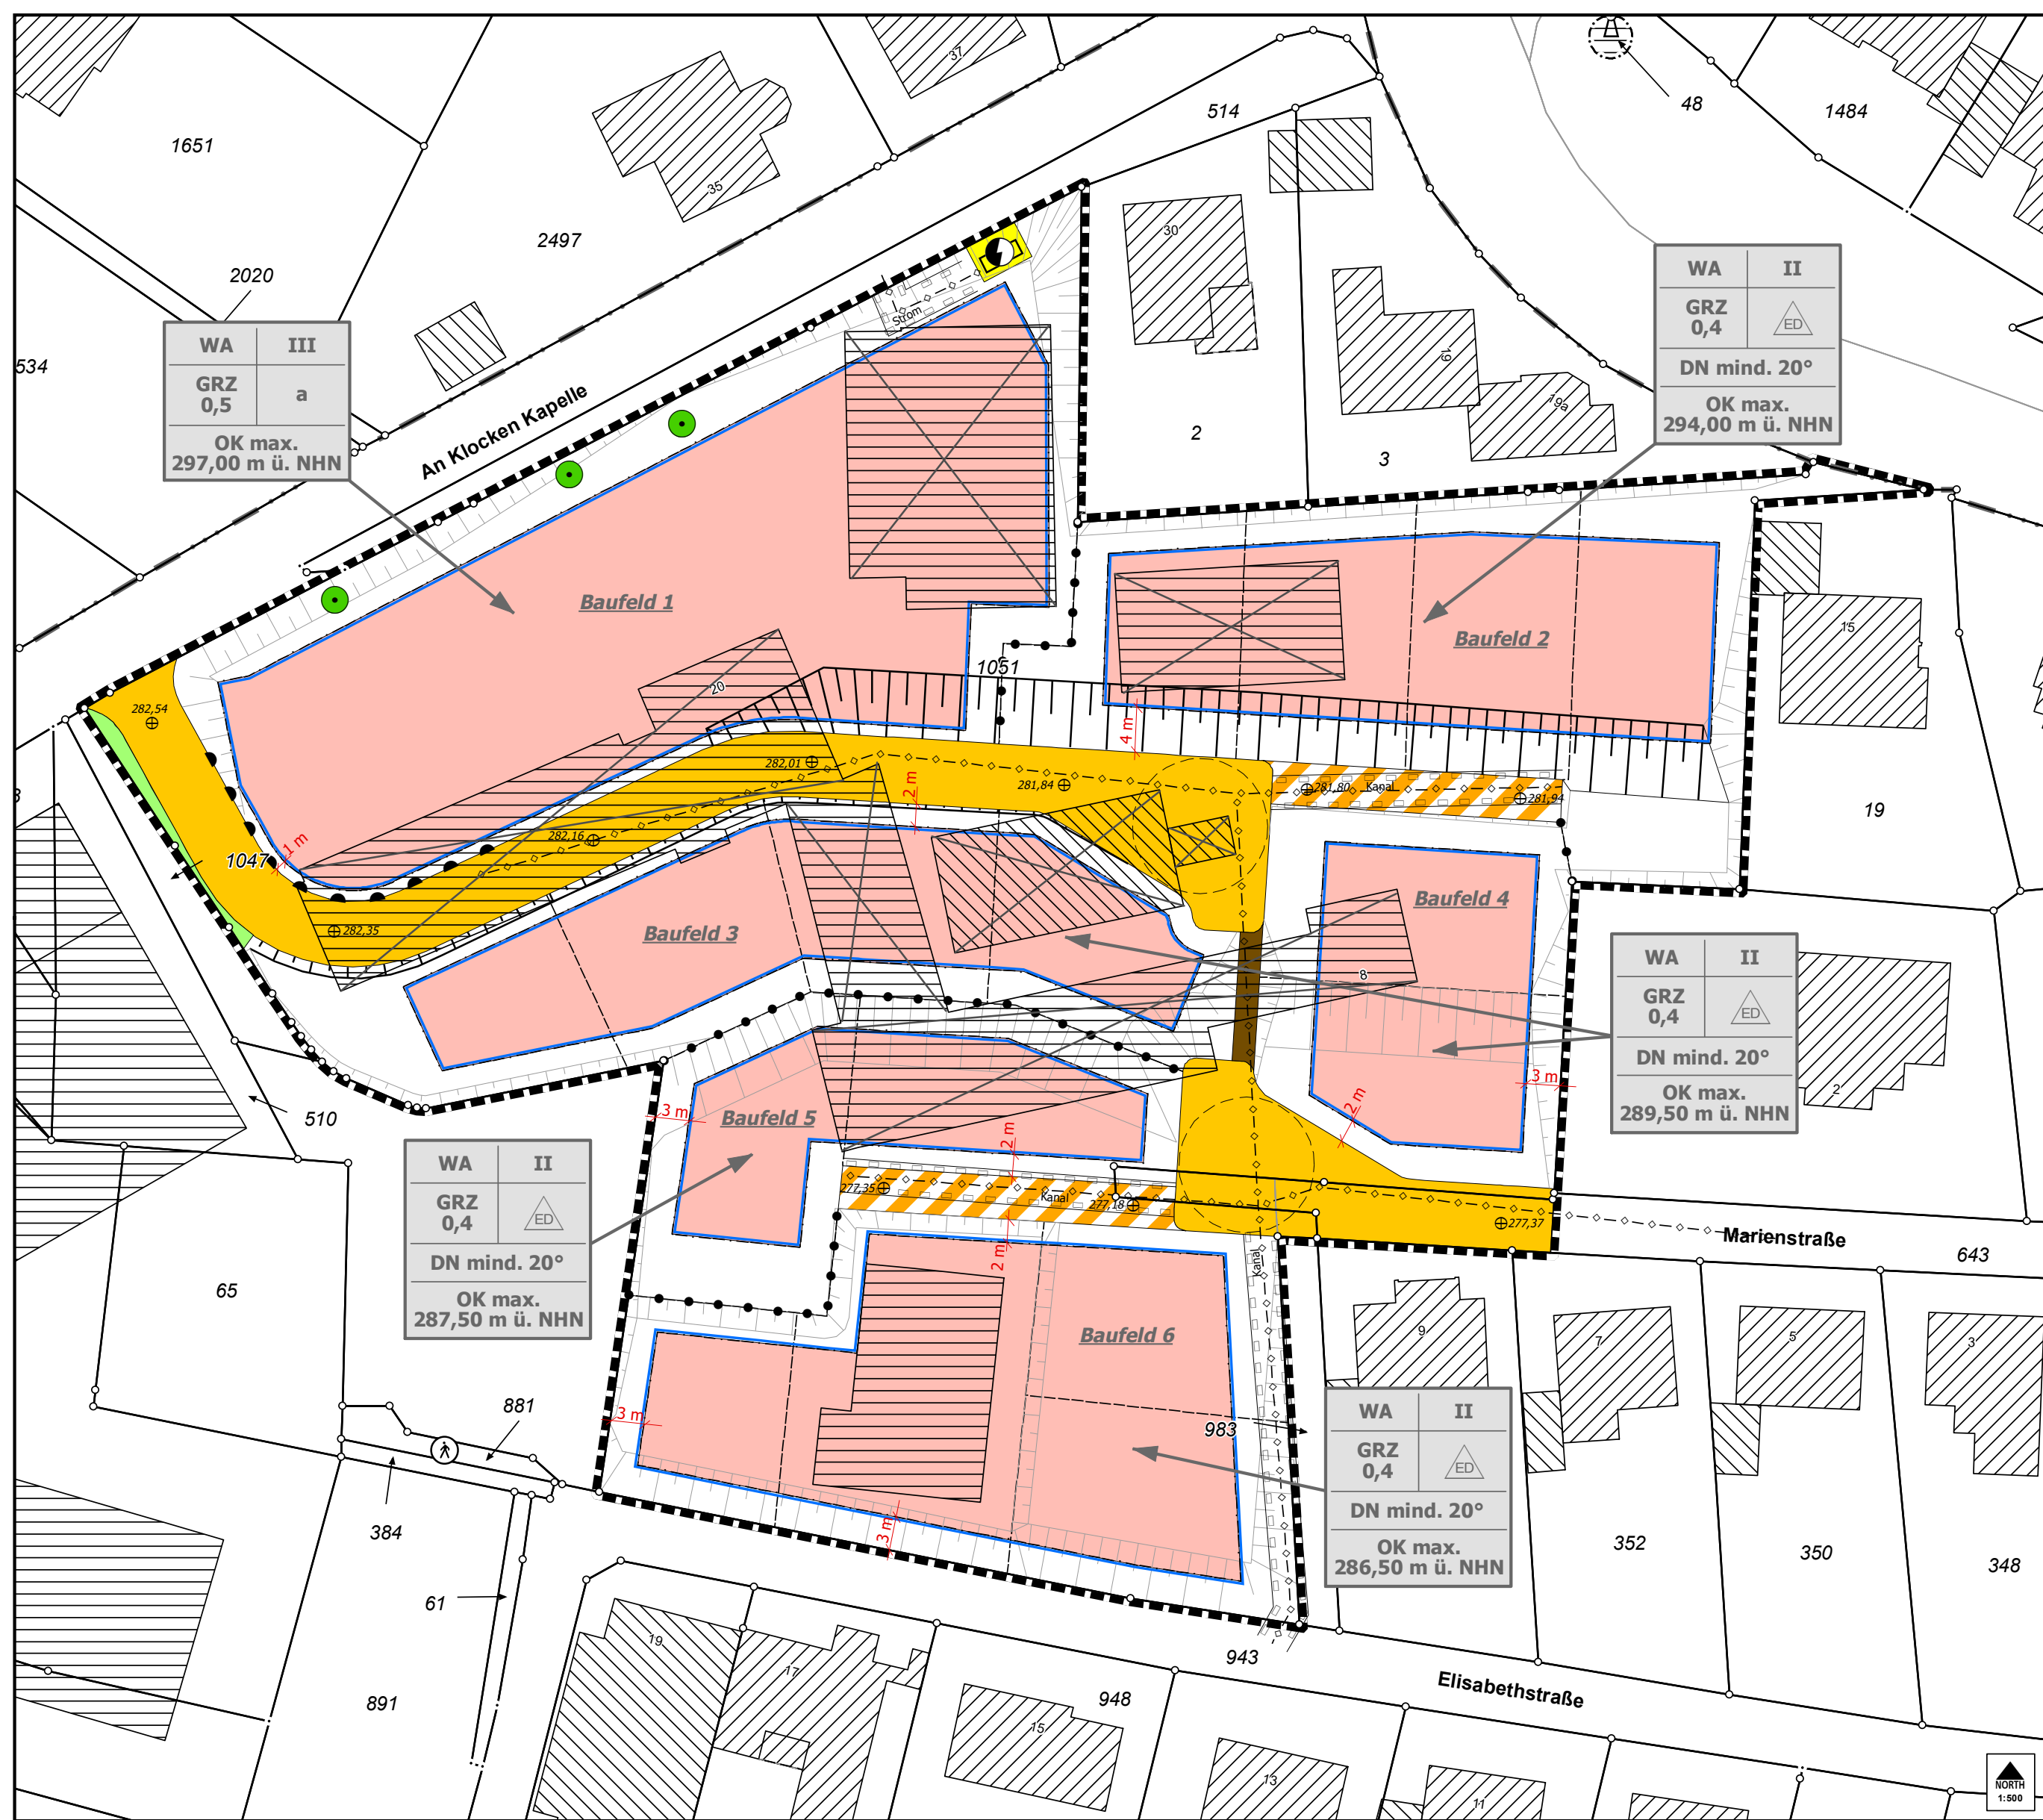 37
514
48
1484
1651
35
2497
30
2020
WA II
GRZ 0,4 ED
DN mind. 20°
OK max.
294,00 m ü. NHN
Strom
WA III
GRZ 0,5 a
OK max.
297,00 m ü. NHN
534
An Klocken Kapelle
19
19a
2
3
Baufeld 1
Baufeld 2
15
1051
20
282,54
4 m
282,01
281,84
281,80
Kanal
281,94
2 m
19
282,16
1 m
1047
282,35
Baufeld 3
Baufeld 4
8
WA II
GRZ 0,4 ED
DN mind. 20°
OK max.
289,50 m ü. NHN
2
3 m
2 m
510
3 m
Baufeld 5
2 m
WA II
GRZ 0,4 ED
DN mind. 20°
OK max.
287,50 m ü. NHN
277,35
Kanal
277,18
277,37
Marienstraße
643
2 m
Kanal
65
Baufeld 6
9
7
5
3
881
3 m
983
WA II
GRZ 0,4 ED
DN mind. 20°
OK max.
286,50 m ü. NHN
384
3 m
352
350
348
61
19
17
943
Elisabethstraße
891
948
15
13
11
NORTH
1:500